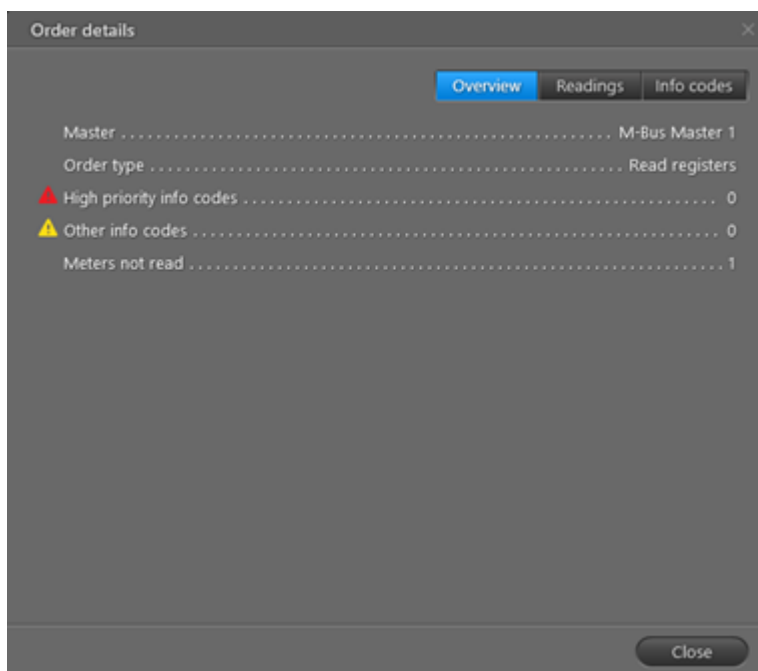 Order details
Overview Readings Info codes
Master ........................................................... M-Bus Master 1
Order type ...................................................... Read registers
High priority info codes ...................................................... 0
Other info codes ............................................................ 0
Meters not read ............................................................. 1
Close